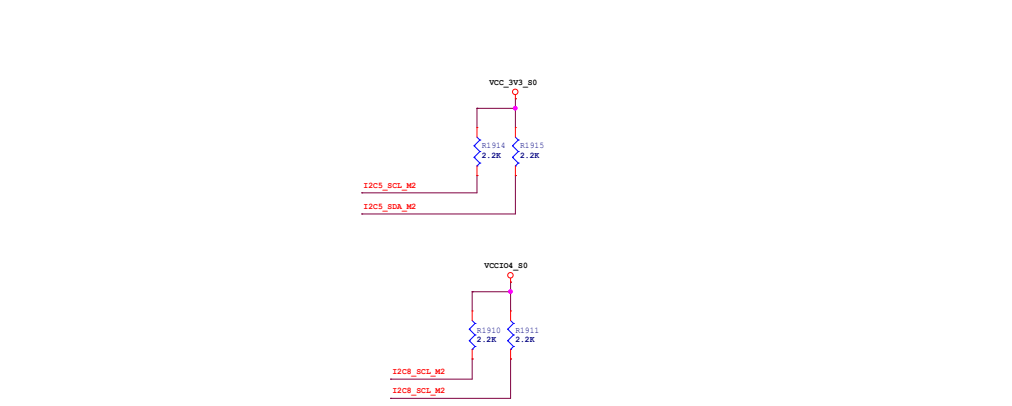 VCC_3V3_S0
R1914 R1915
2.2K 2.2K
I2C5_SCL_M2
I2C5_SDA_M2
VCCIO4_S0
R1910 R1911
2.2K 2.2K
I2C8_SCL_M2
I2C8_SCL_M2